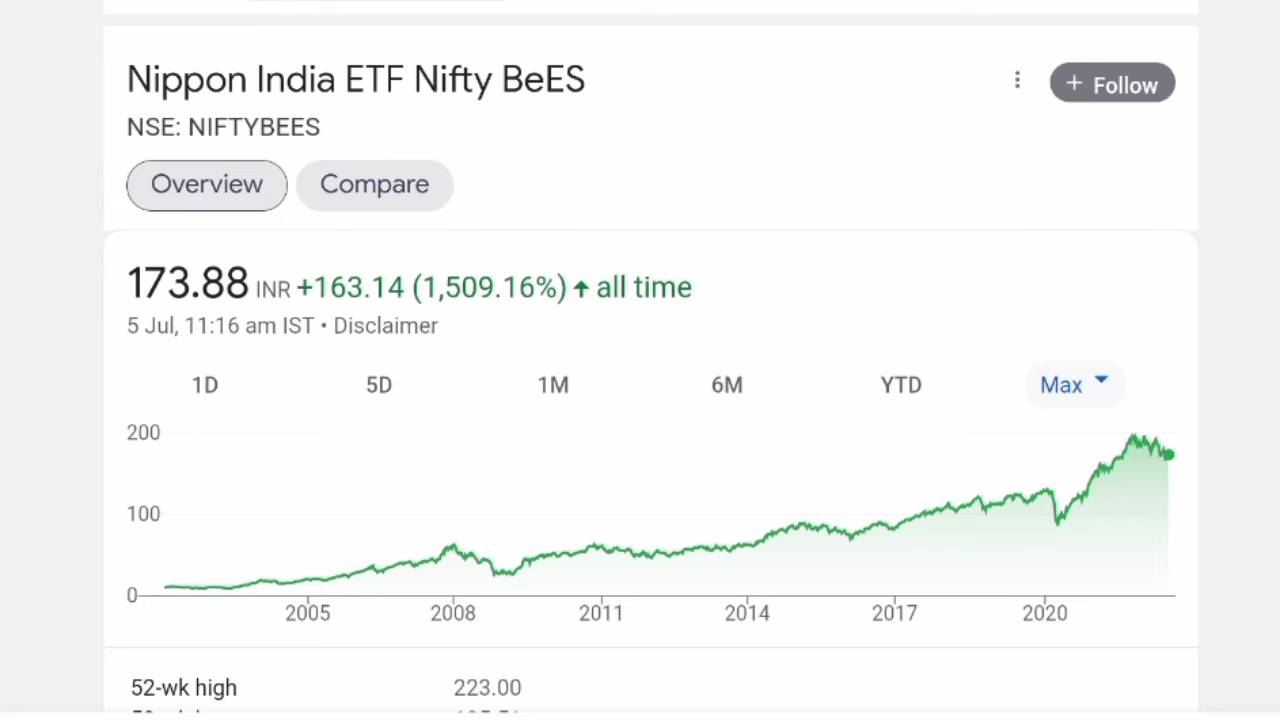 Nippon India ETF Nifty BeES
+ Follow
NSE: NIFTYBEES
Overview Compare
173.88 INR +163.14 (1,509.16%) ↑ all time
5 Jul, 11:16 am IST • Disclaimer
1D 5D 1M 6M YTD Max
200
100
0
2005 2008 2011 2014 2017 2020
52-wk high 223.00